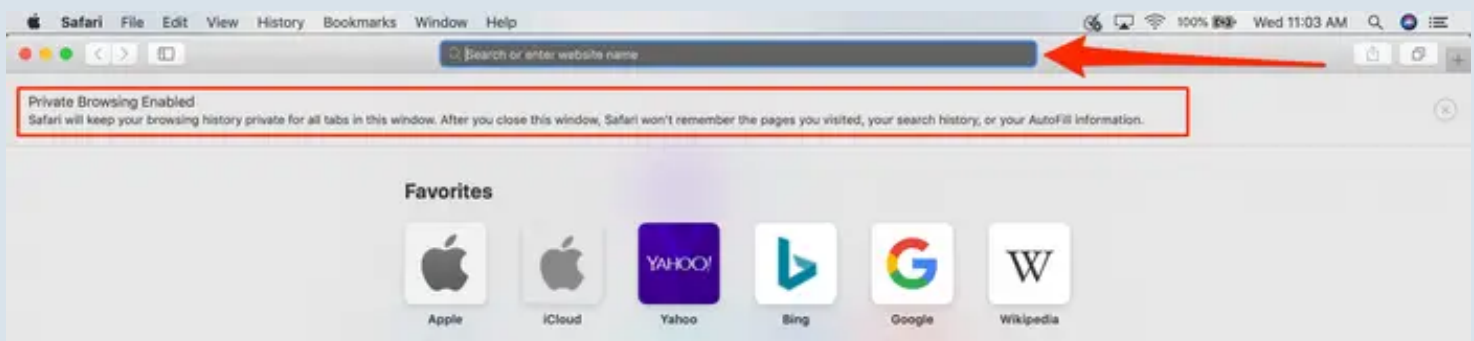 Safari File Edit View History Bookmarks Window Help 100% Wed 11:03 AM
Search or enter website name
Private Browsing Enabled
Safari will keep your browsing history private for all tabs in this window. After you close this window, Safari won't remember the pages you visited, your search history, or your AutoFill information.
Favorites
YAHOO! G W
Apple iCloud Yahoo Bing Google Wikipedia